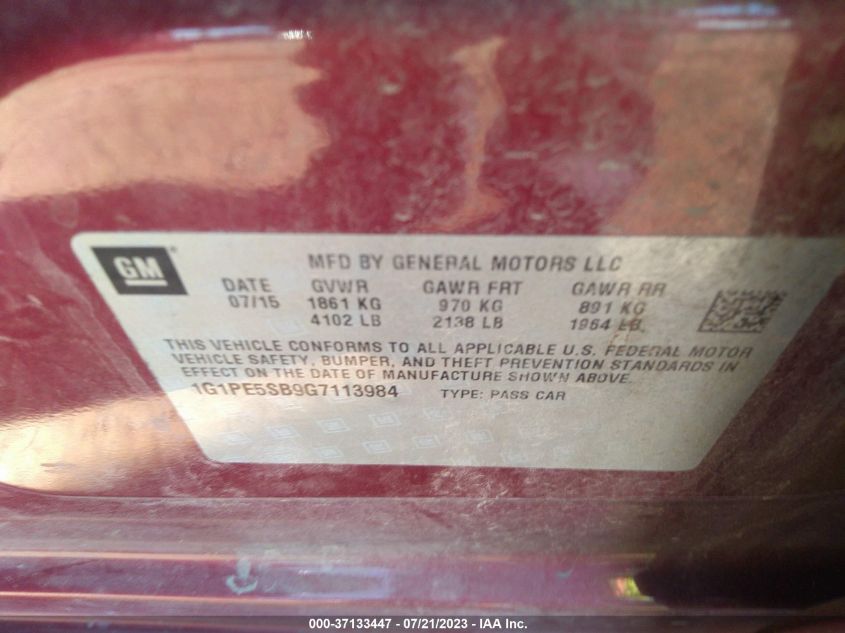 GM®
MFD BY GENERAL MOTORS LLC
DATE GVWR GAWR FRT GAWR RR
07/15 1861 KG 970 KG 891 KG
4102 LB 2138 LB 1964 LB
THIS VEHICLE CONFORMS TO ALL APPLICABLE U.S. FEDERAL MOTOR
VEHICLE SAFETY, BUMPER, AND THEFT PREVENTION STANDARDS IN
EFFECT ON THE DATE OF MANUFACTURE SHOWN ABOVE.
1G1PE5SB9G7113984 TYPE: PASS CAR
000-37133447 - 07/21/2023 - IAA Inc.